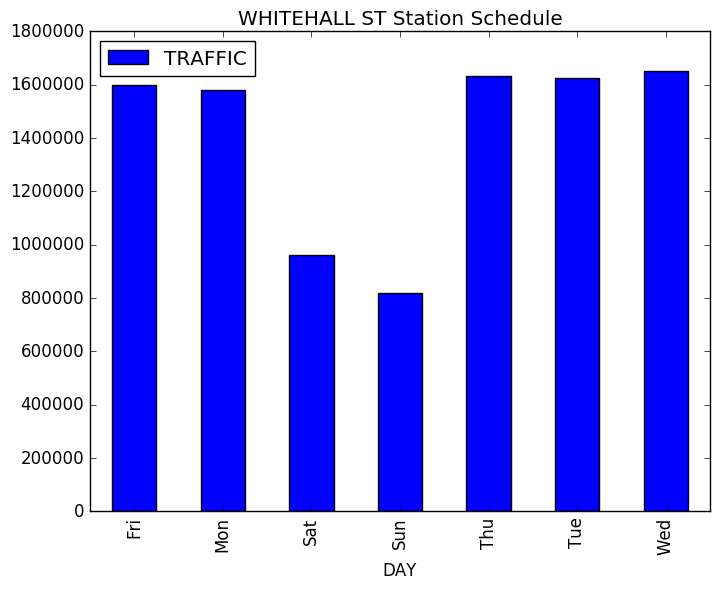 WHITEHALL ST Station Schedule
TRAFFIC
1800000
1600000
1400000
1200000
1000000
800000
600000
400000
200000
0
Fri Mon Sat Sun Thu Tue Wed
DAY